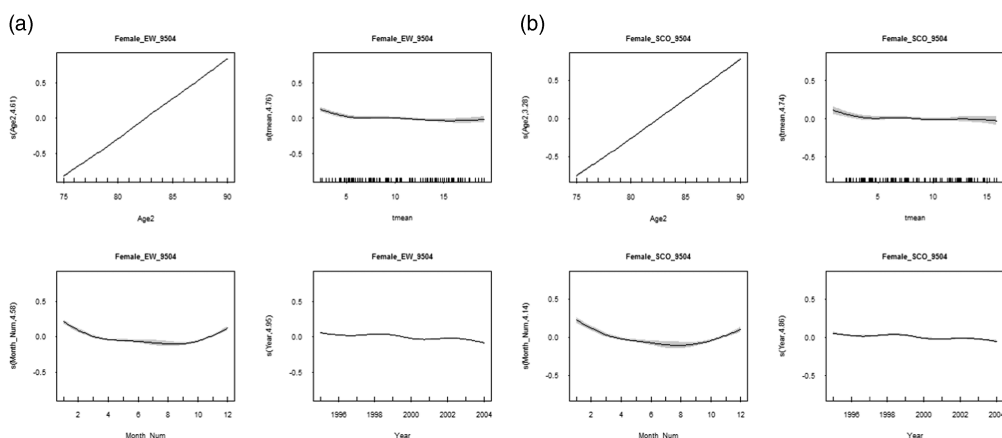 (a)
Female_EW_9504
s(Age2,4.61)
0.5
0.0
-0.5
75 80 85 90
Age2
Female_EW_9504
s(tmean,4.76)
0.5
0.0
-0.5
5 10 15
tmean
Female_EW_9504
s(Month_Num,4.58)
0.5
0.0
-0.5
2 4 6 8 10 12
Month_Num
Female_EW_9504
s(Year,4.95)
0.5
0.0
-0.5
1996 1998 2000 2002 2004
Year
(b)
Female_SCO_9504
s(Age2,3.28)
0.5
0.0
-0.5
75 80 85 90
Age2
Female_SCO_9504
s(tmean,4.74)
0.5
0.0
-0.5
5 10 15
tmean
Female_SCO_9504
s(Month_Num,4.14)
0.5
0.0
-0.5
2 4 6 8 10 12
Month_Num
Female_SCO_9504
s(Year,4.86)
0.5
0.0
-0.5
1996 1998 2000 2002 2004
Year